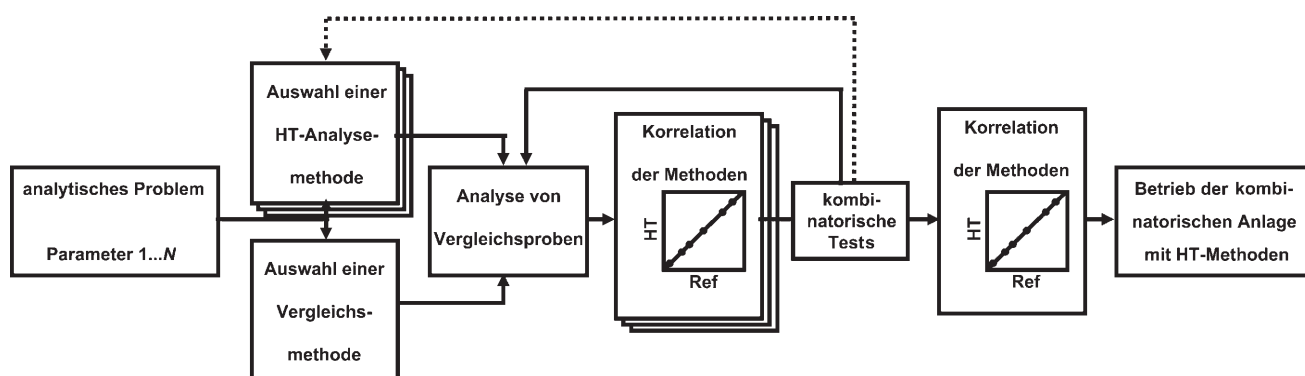 analytisches Problem
Parameter 1...N
Auswahl einer
HT-Analyse-
methode
Auswahl einer
Vergleichs-
methode
Analyse von
Vergleichsproben
Korrelation
der Methoden
HT
Ref
kombi-
natorische
Tests
Korrelation
der Methoden
HT
Ref
Betrieb der kombi-
natorischen Anlage
mit HT-Methoden